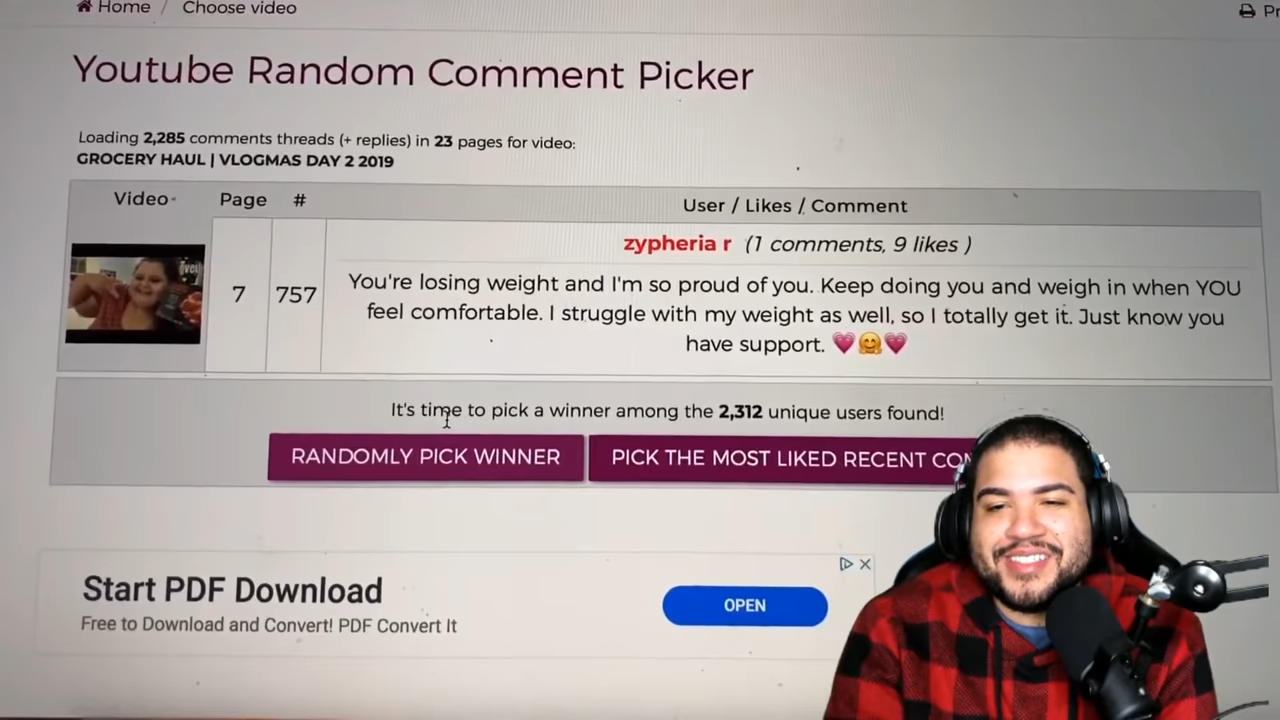 Home / Choose video
Youtube Random Comment Picker
Loading 2,285 comments threads (+ replies) in 23 pages for video:
GROCERY HAUL | VLOGMAS DAY 2 2019
Video Page # User / Likes / Comment
zypheria r (1 comments, 9 likes )
7 757 You're losing weight and I'm so proud of you. Keep doing you and weigh in when YOU
feel comfortable. I struggle with my weight as well, so I totally get it. Just know you
have support. 💗🤗💗
It's time to pick a winner among the 2,312 unique users found!
RANDOMLY PICK WINNER PICK THE MOST LIKED RECENT
Start PDF Download
OPEN
Free to Download and Convert! PDF Convert It